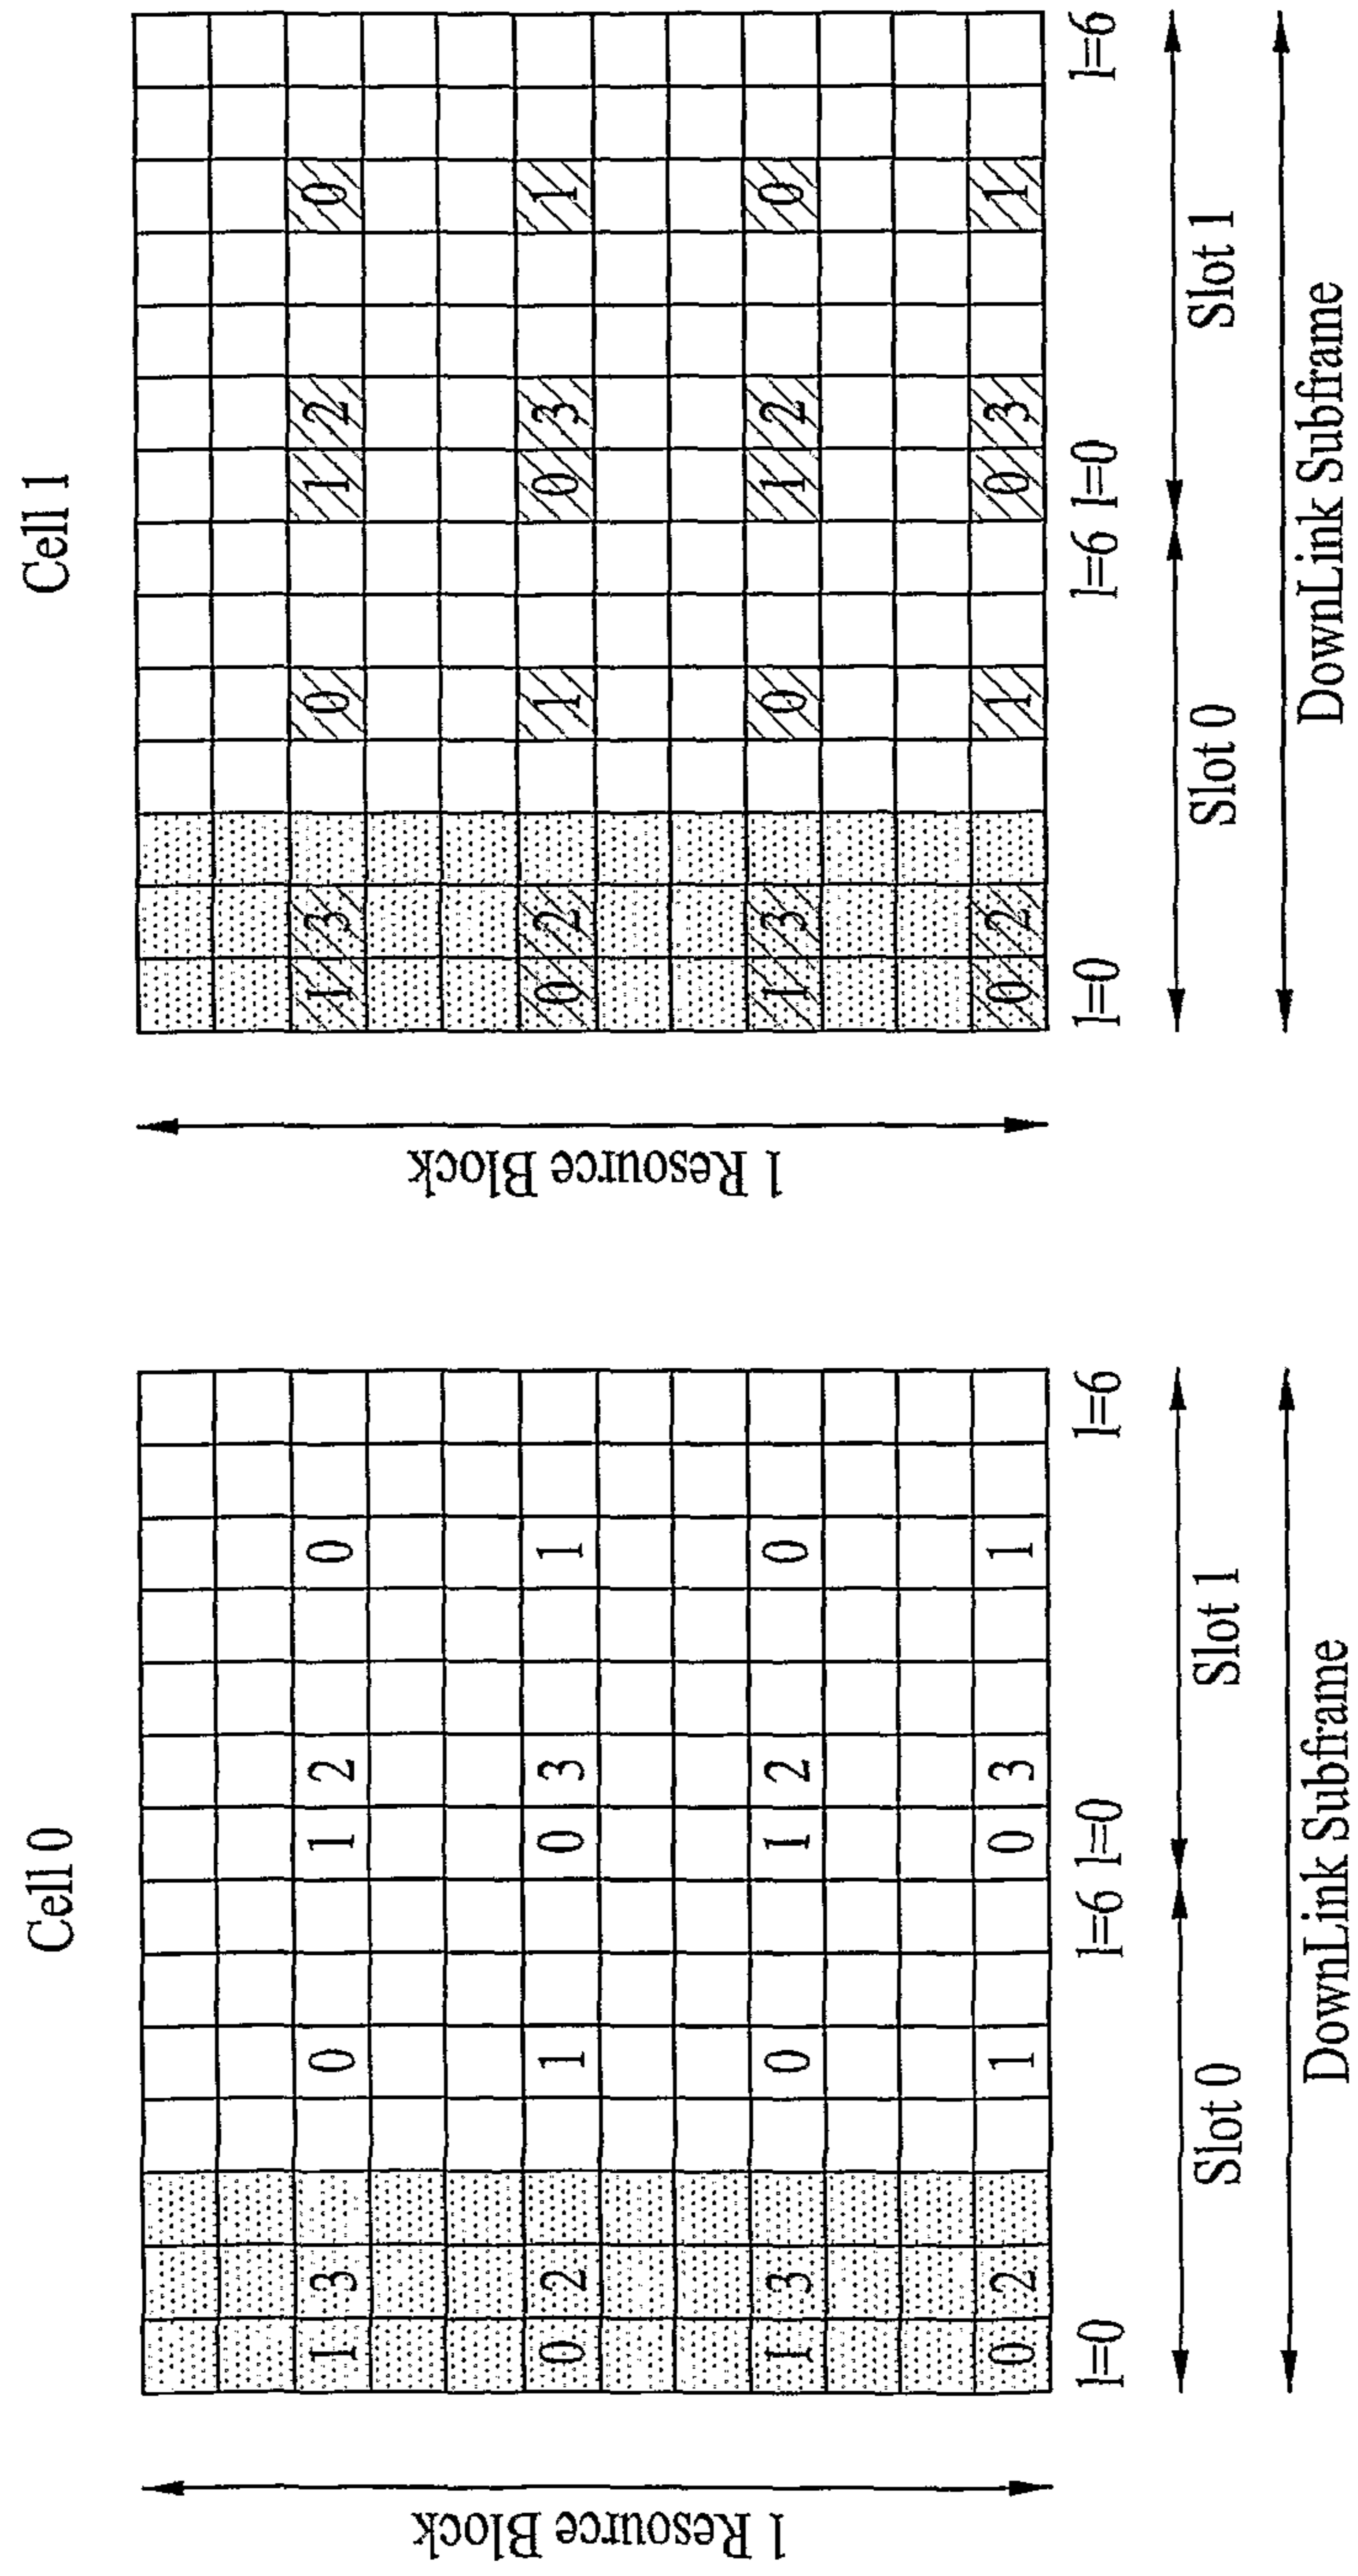 Cell 0
1 Resource Block
1 3 0 1 2 0
0 2 1 0 3 1
1 3 0 1 2 0
0 2 1 0 3 1
l=0 l=6 l=0 l=6
Slot 0 Slot 1
DownLink Subframe
Cell 1
1 Resource Block
1 3 0 1 2 0
0 2 1 0 3 1
1 3 0 1 2 0
0 2 1 0 3 1
l=0 l=6 l=0 l=6
Slot 0 Slot 1
DownLink Subframe